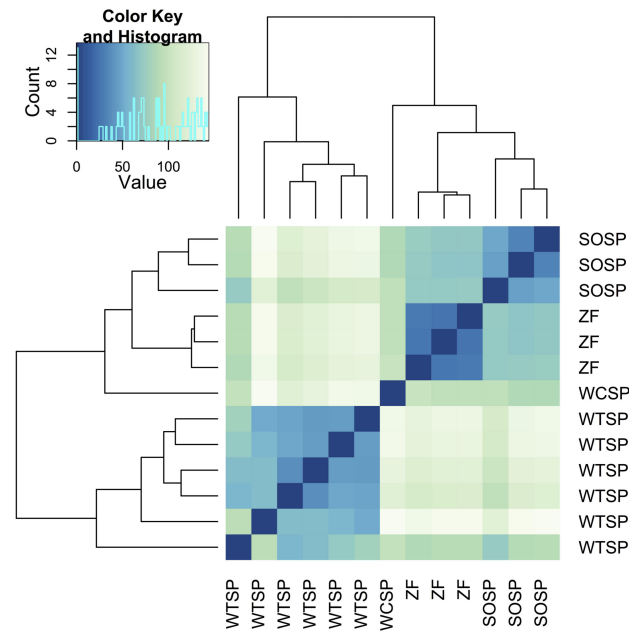 Color Key
and Histogram
Count
0 4 8 12
0 50 100
Value
SOSP
SOSP
SOSP
ZF
ZF
ZF
WCSP
WTSP
WTSP
WTSP
WTSP
WTSP
WTSP
WTSP
WTSP
WTSP
WTSP
WTSP
WTSP
WCSP
ZF
ZF
ZF
SOSP
SOSP
SOSP